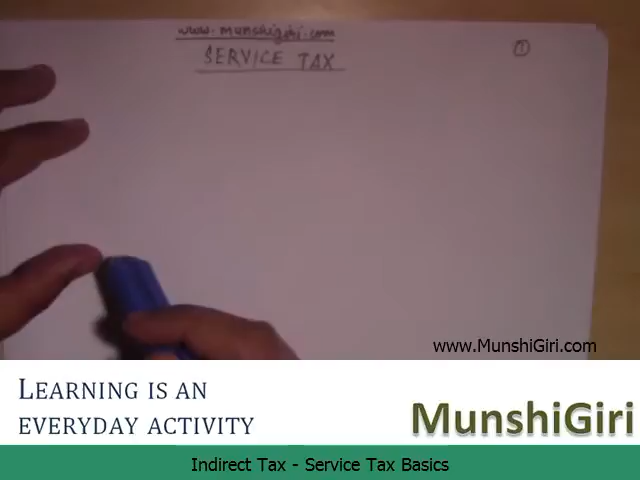 www.munshigiri.com
SERVICE TAX
1
www.MunshiGiri.com
LEARNING IS AN
EVERYDAY ACTIVITY
MunshiGiri
Indirect Tax - Service Tax Basics